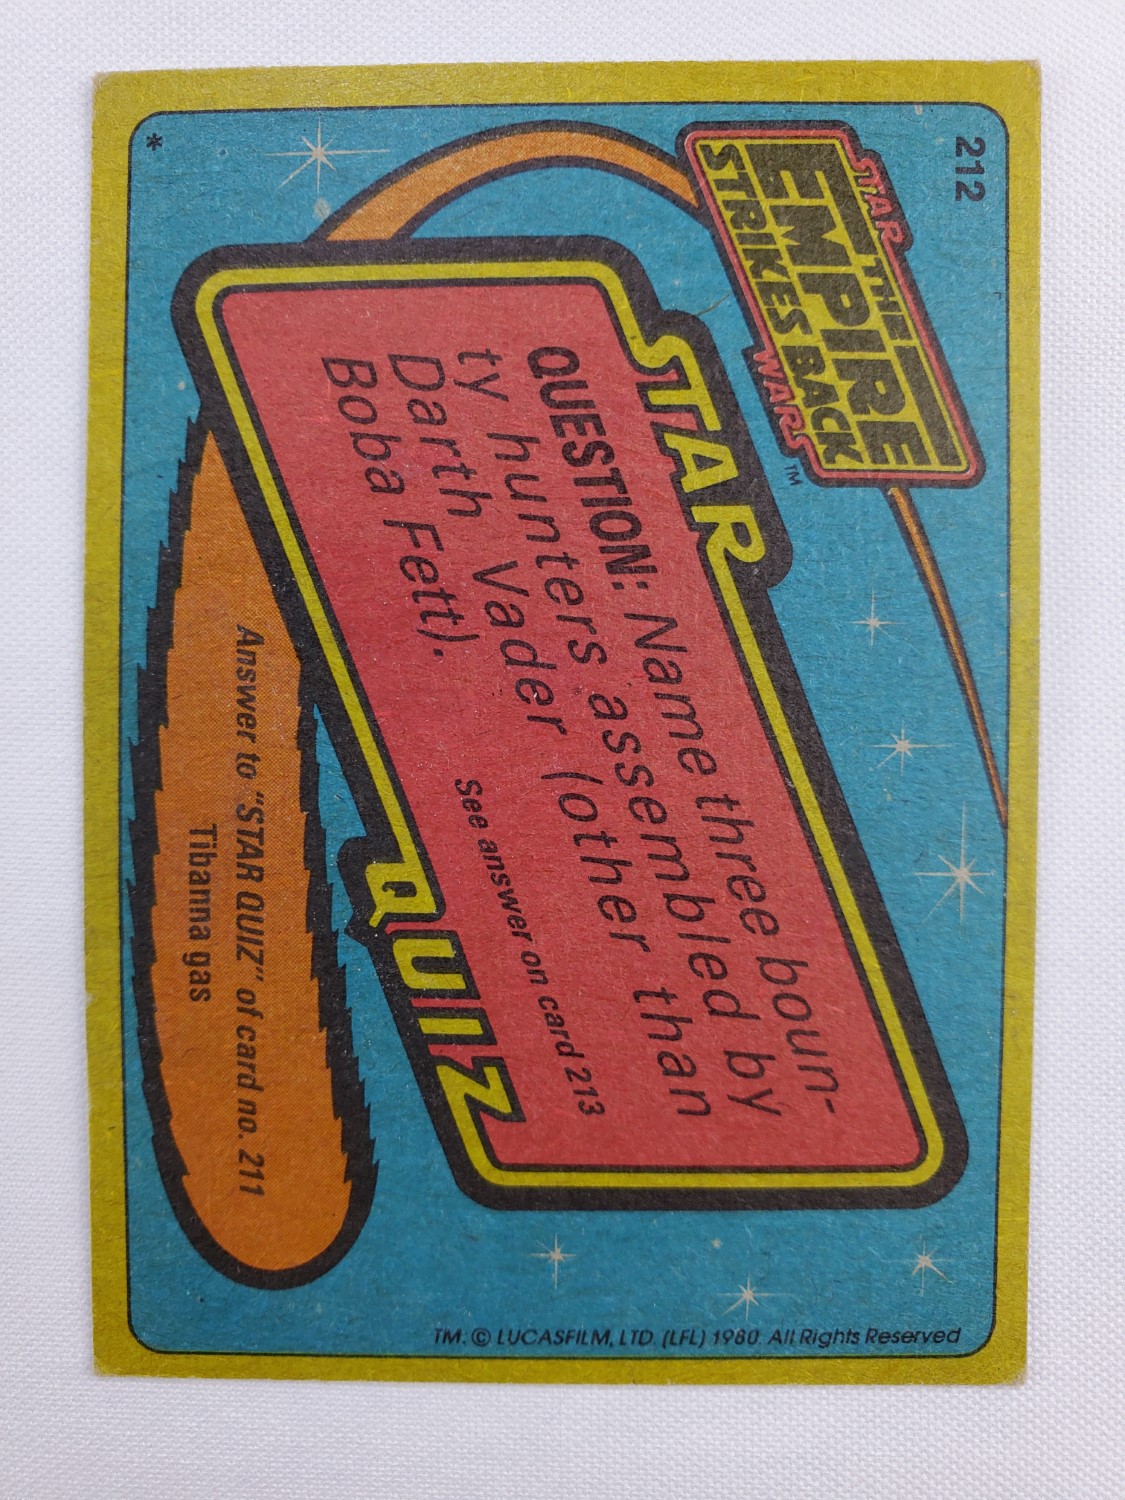 212
STAR
THE
EMPIRE
STRIKES BACK
WARS™
STAR
QUESTION: Name three boun-
ty hunters assembled by
Darth Vader (other than
Boba Fett).
See answer on card 213
QUIZ
Answer to "STAR QUIZ" of card no. 211
Tibanna gas
*
TM: © LUCASFILM, LTD. (LFL) 1980. All Rights Reserved